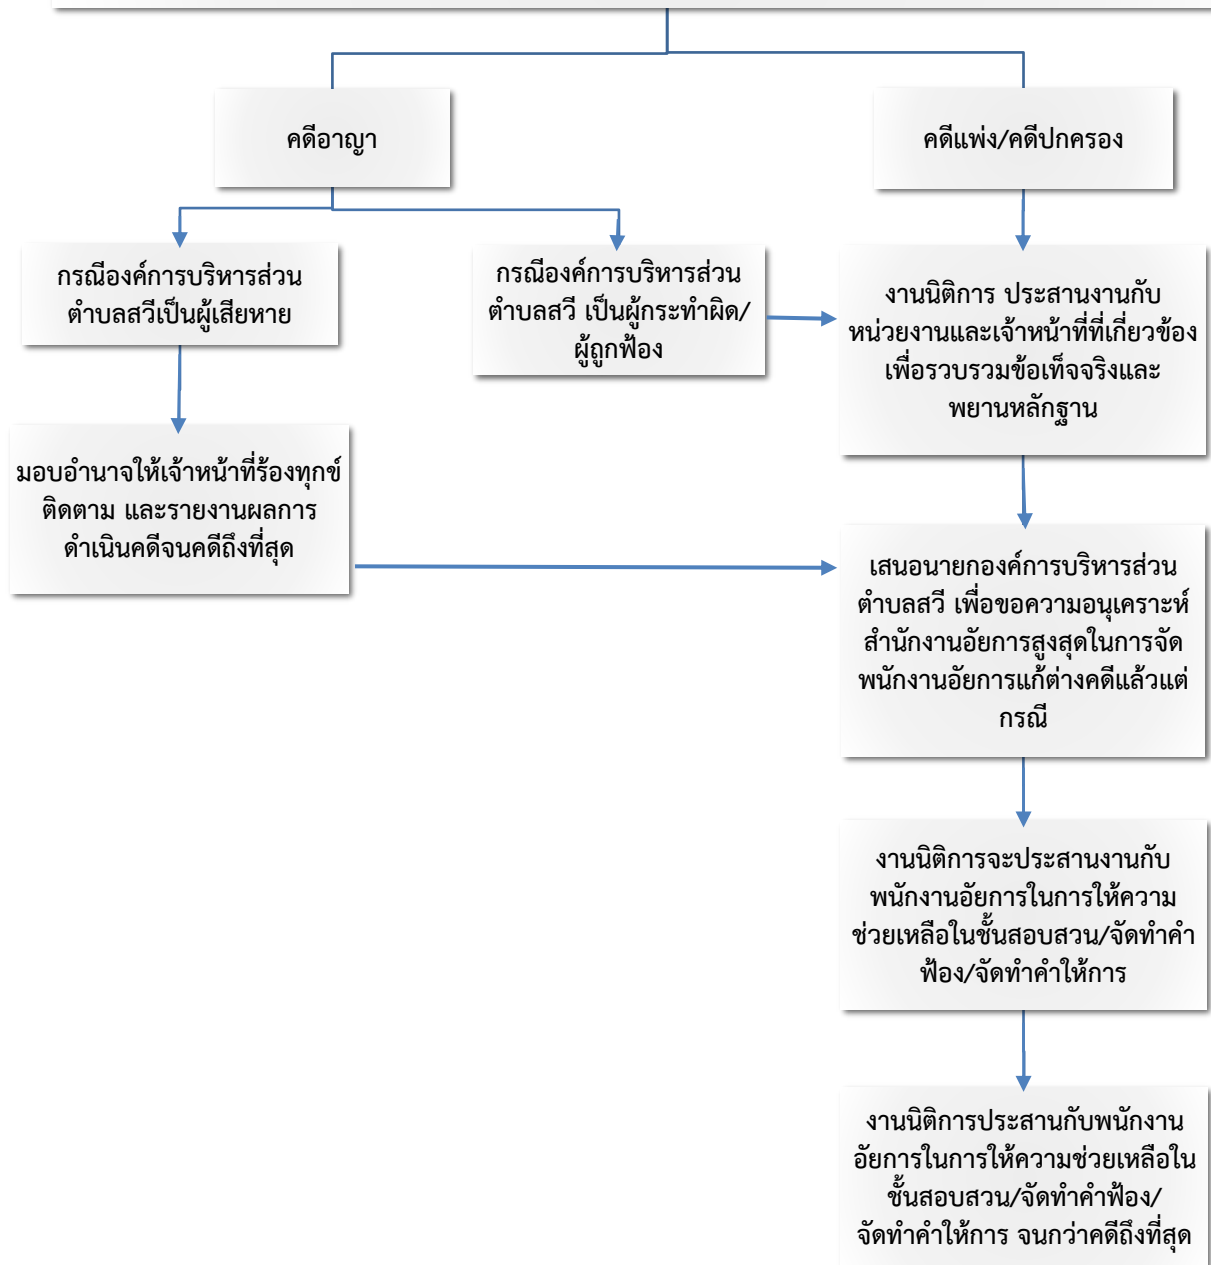 คดีอาญา
คดีแพ่ง/คดีปกครอง
กรณีองค์การบริหารส่วน
ตำบลสวีเป็นผู้เสียหาย
กรณีองค์การบริหารส่วน
ตำบลสวี เป็นผู้กระทำผิด/
ผู้ถูกฟ้อง
งานนิติการ ประสานงานกับ
หน่วยงานและเจ้าหน้าที่ที่เกี่ยวข้อง
เพื่อรวบรวมข้อเท็จจริงและ
พยานหลักฐาน
มอบอำนาจให้เจ้าหน้าที่ร้องทุกข์
ติดตาม และรายงานผลการ
ดำเนินคดีจนคดีถึงที่สุด
เสนอนายกองค์การบริหารส่วน
ตำบลสวี เพื่อขอความอนุเคราะห์
สำนักงานอัยการสูงสุดในการจัด
พนักงานอัยการแก้ต่างคดีแล้วแต่
กรณี
งานนิติการจะประสานงานกับ
พนักงานอัยการในการให้ความ
ช่วยเหลือในชั้นสอบสวน/จัดทำคำ
ฟ้อง/จัดทำคำให้การ
งานนิติการประสานกับพนักงาน
อัยการในการให้ความช่วยเหลือใน
ชั้นสอบสวน/จัดทำคำฟ้อง/
จัดทำคำให้การ จนกว่าคดีถึงที่สุด